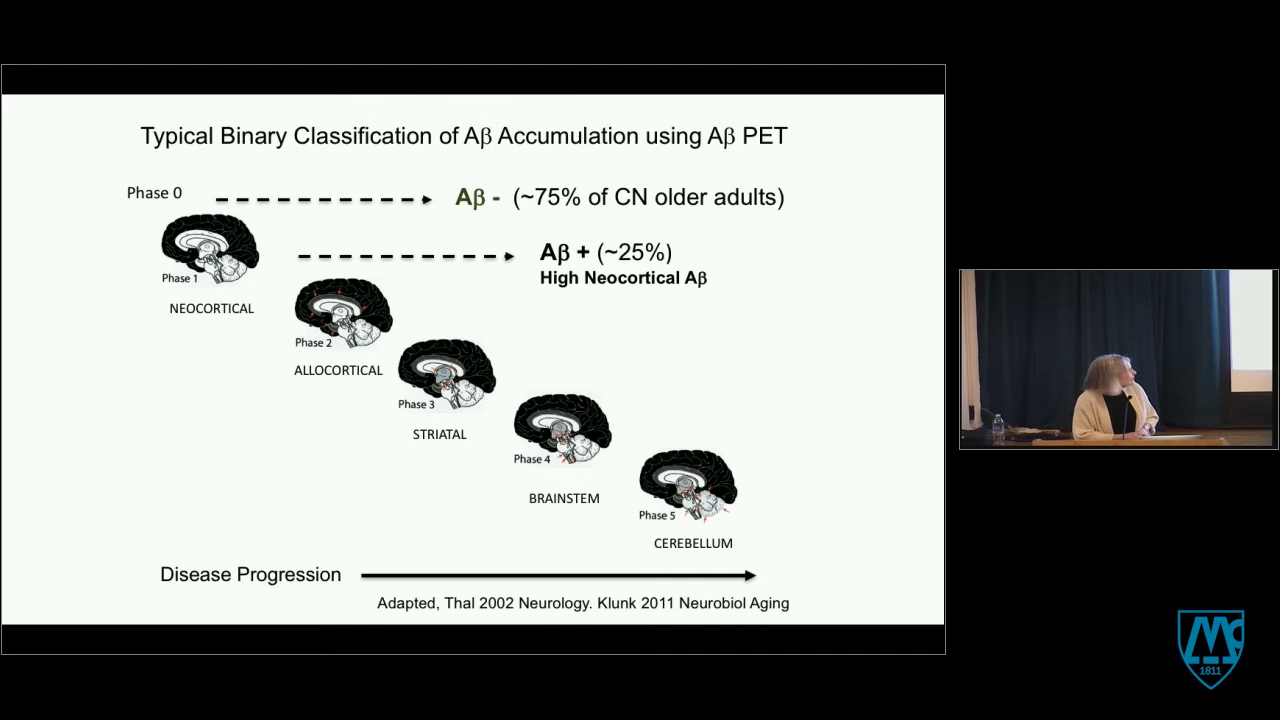 Typical Binary Classification of Aβ Accumulation using Aβ PET
Phase 0
Aβ - (~75% of CN older adults)
Aβ + (~25%)
High Neocortical Aβ
Phase 1
NEOCORTICAL
Phase 2
ALLOCORTICAL
Phase 3
STRIATAL
Phase 4
BRAINSTEM
Phase 5
CEREBELLUM
Disease Progression
Adapted, Thal 2002 Neurology. Klunk 2011 Neurobiol Aging
Mc
1811